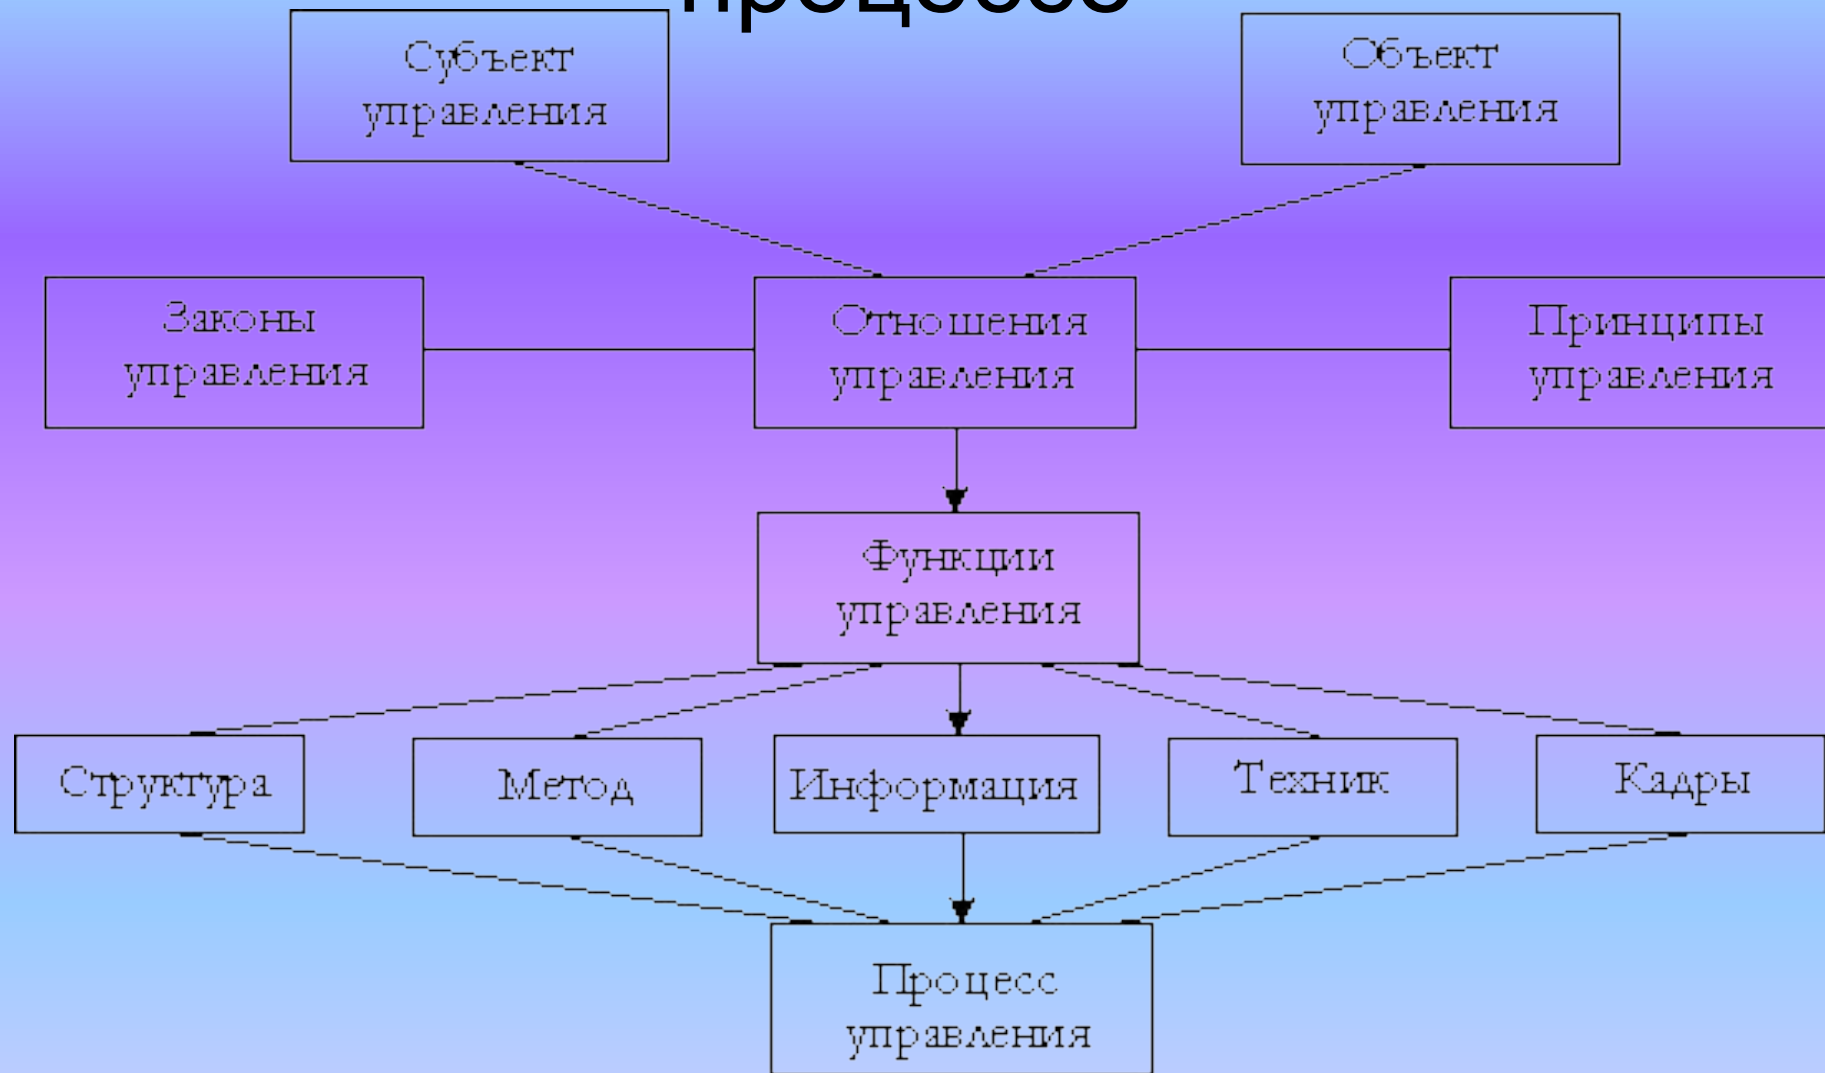 процессе
Субъект
управления
Объект
управления
Законы
управления
Отношения
управления
Принципы
управления
Функции
управления
Структура
Метод
Информация
Техник
Кадры
Процесс
управления